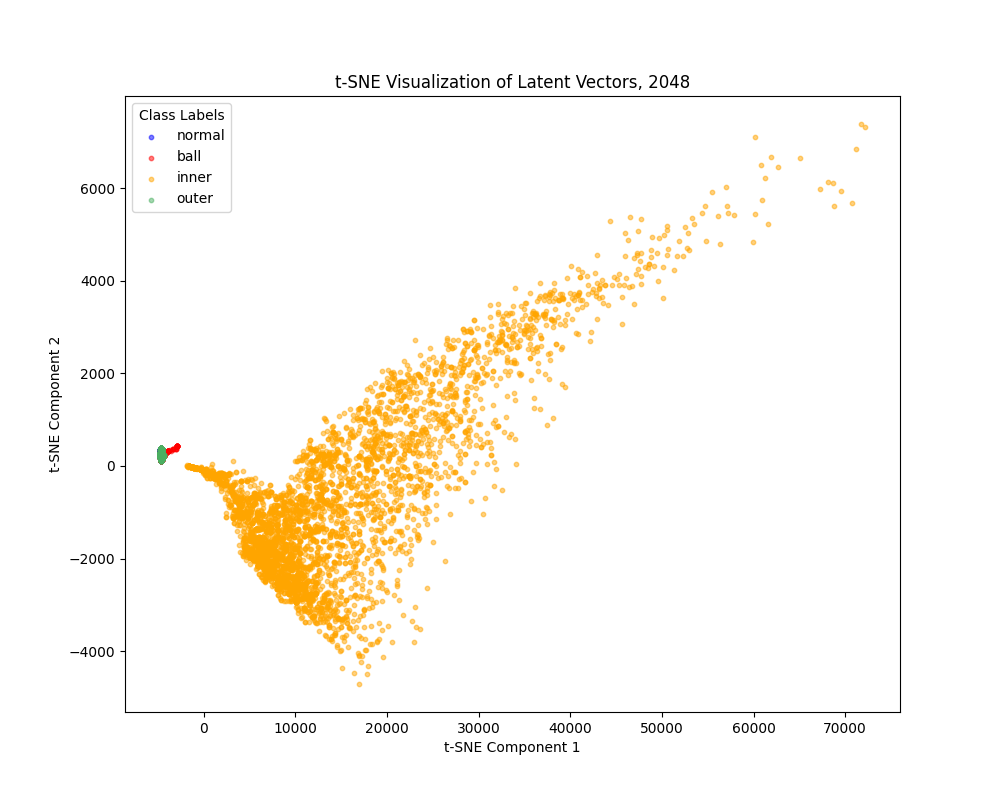 t-SNE Visualization of Latent Vectors, 2048
Class Labels
normal
ball
inner
outer
6000
4000
2000
0
−2000
−4000
t-SNE Component 2
0
10000
20000
30000
40000
50000
60000
70000
t-SNE Component 1